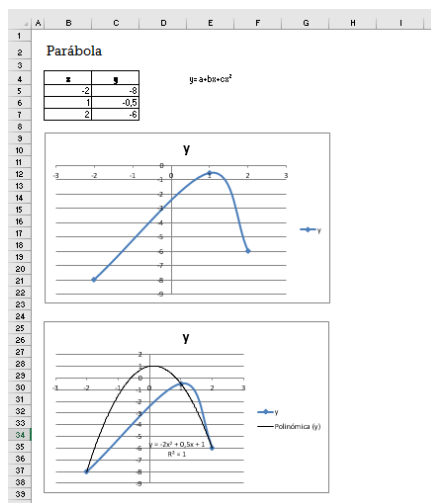 A B C D E F G H I
1
2 Parábola
3
4 x y y=a+bx+cx²
5 -2 -8
6 1 -0,5
7 2 -6
8
9
10 y
11
12 0
-3 -2 -1 0 1 2 3
13 -1
14 -2
15 -3
16 -4
17 -5
18 -6 y
19 -7
20 -8
21 -9
22
23
24
25
26 y
27
28 2
29 1
30 -3 -2 -1 0 1 2 3
31 -1
32 -2
33 -3 y
34 -4 Polinómica (y)
35 -5 y = -2x² + 0,5x + 1
36 -6 R² = 1
37 -7
38 -8
39 -9